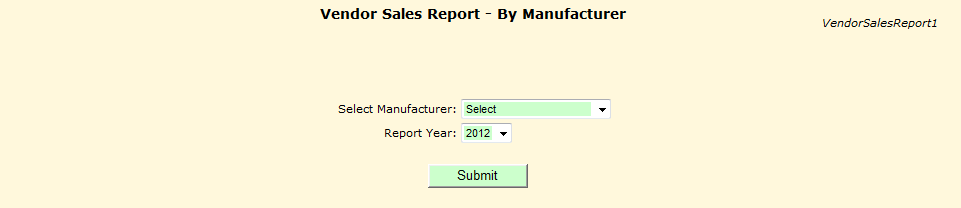 Vendor Sales Report - By Manufacturer
VendorSalesReport1
Select Manufacturer: Select
Report Year: 2012
Submit